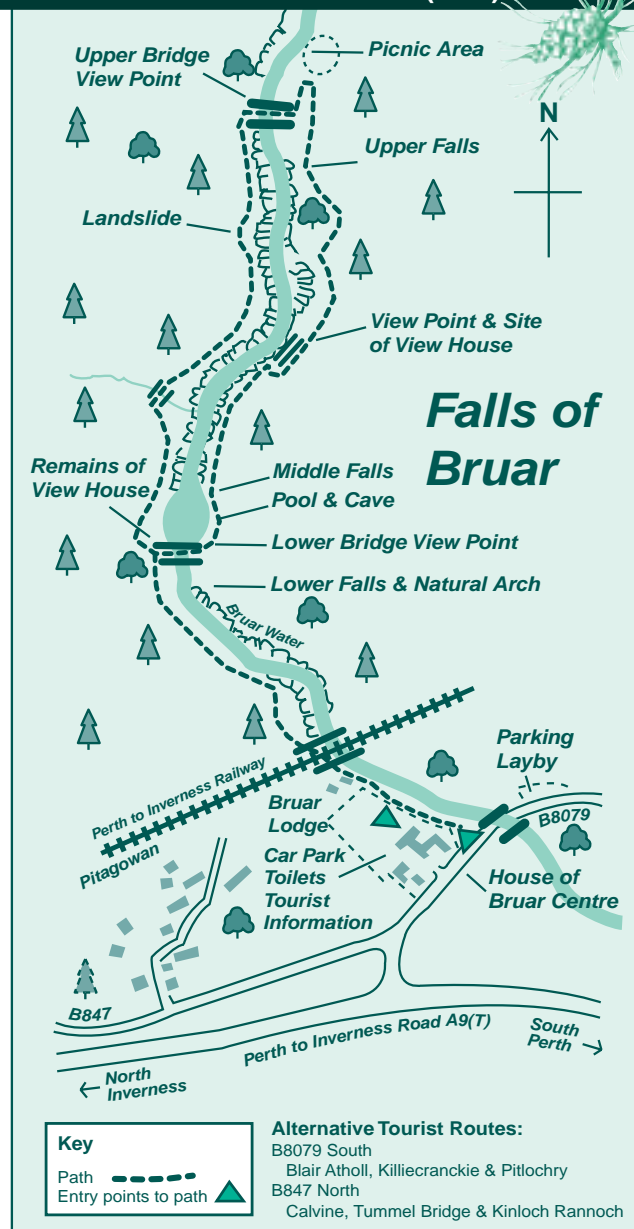 Picnic Area
Upper Bridge
View Point
N
Upper Falls
Landslide
View Point & Site
of View House
Falls of
Bruar
Remains of
View House
Middle Falls
Pool & Cave
Lower Bridge View Point
Lower Falls & Natural Arch
Bruar Water
Perth to Inverness Railway
Pitagowan
Parking
Layby
B8079
Bruar
Lodge
Car Park
Toilets
Tourist
Information
House of
Bruar Centre
B847
Perth to Inverness Road A9(T)
South
Perth
North
Inverness
Key
Path
Entry points to path
Alternative Tourist Routes:
B8079 South
Blair Atholl, Killiecranckie & Pitlochry
B847 North
Calvine, Tummel Bridge & Kinloch Rannoch